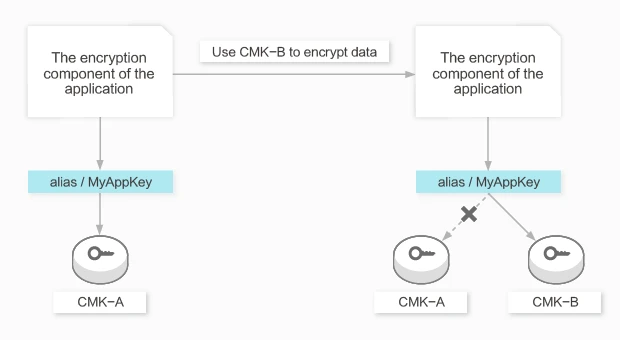 The encryption
component of the
application
Use CMK-B to encrypt data
The encryption
component of the
application
alias / MyAppKey
alias / MyAppKey
CMK-A
CMK-A
CMK-B